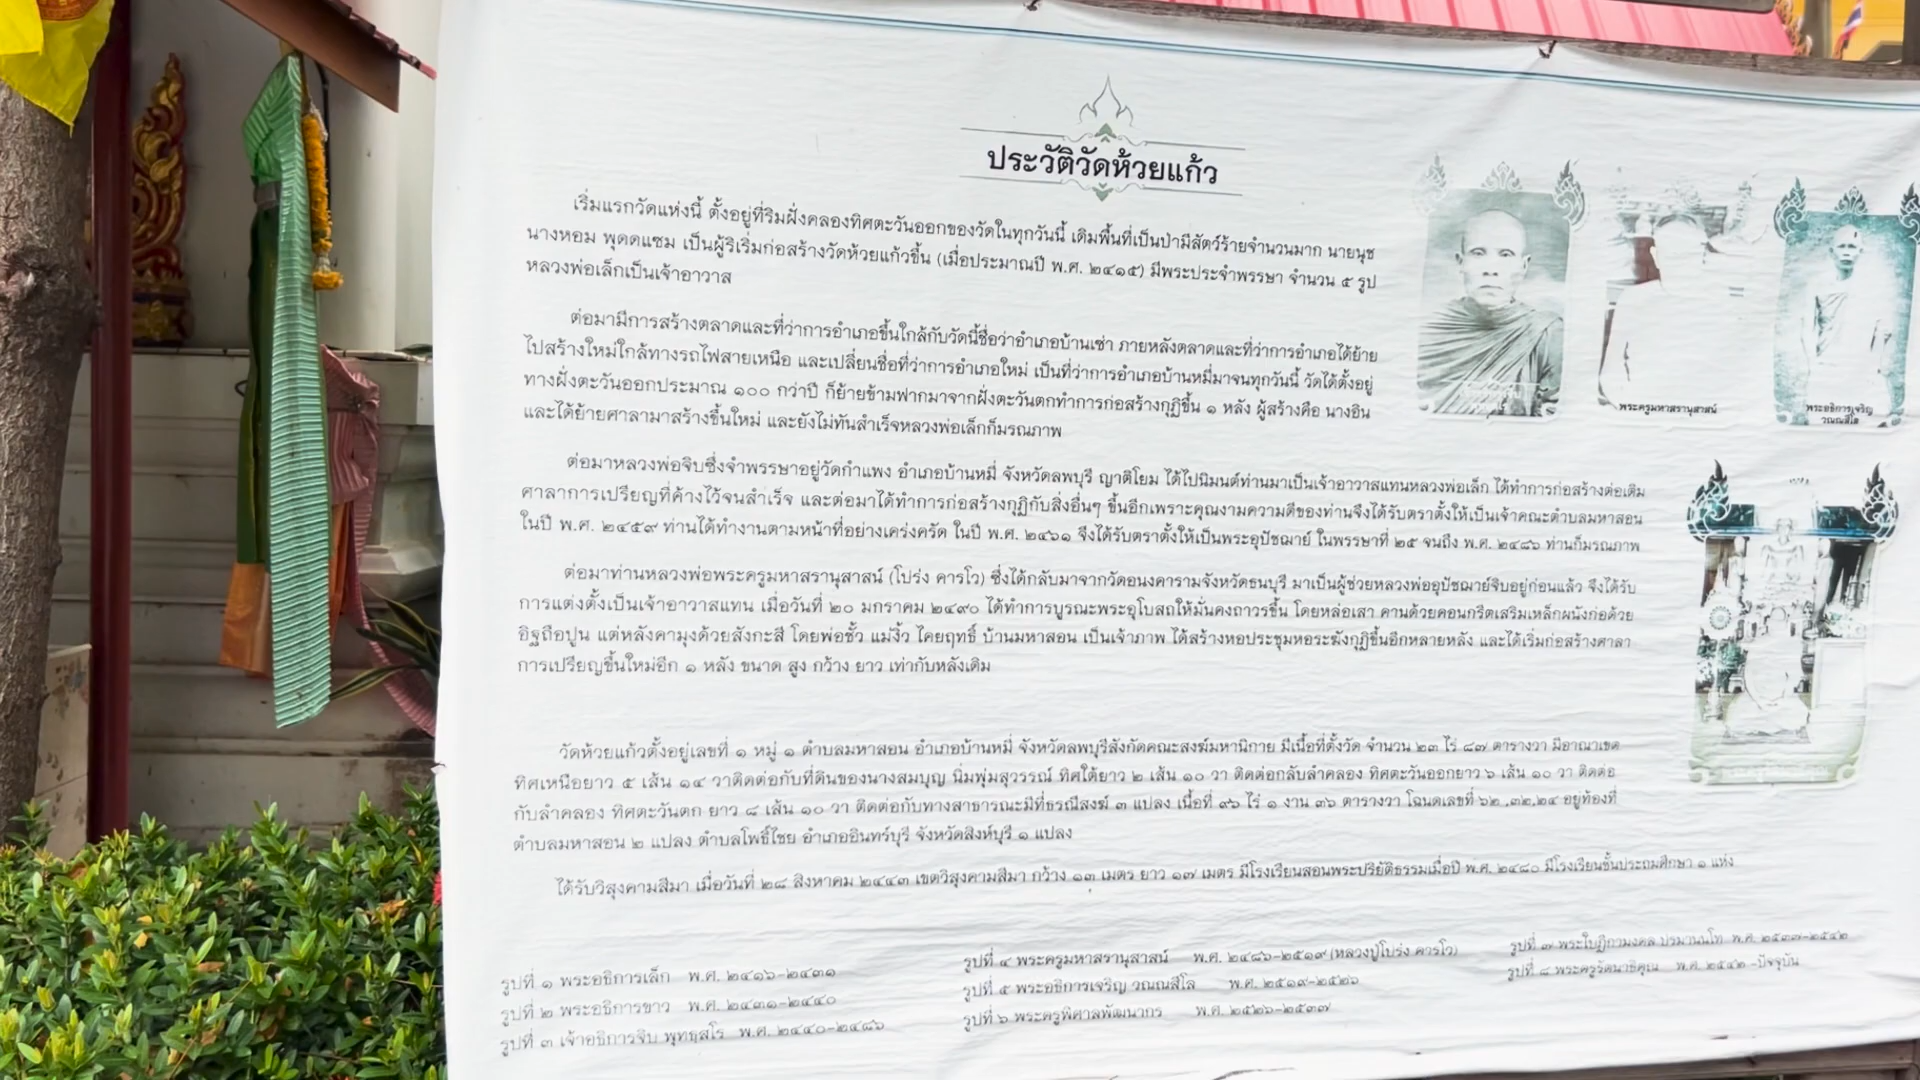 ประวัติวัดห้วยแก้ว
เริ่มแรกวัดแห่งนี้ ตั้งอยู่ที่ริมฝั่งคลองทิศตะวันออกของวัดในทุกวันนี้ เดิมพื้นที่เป็นป่ามีสัตว์ร้ายจำนวนมาก นายนุช
นางหอม พุดดแซม เป็นผู้ริเริ่มก่อสร้างวัดห้วยแก้วขึ้น (เมื่อประมาณปี พ.ศ. ๒๔๑๕) มีพระประจำพรรษา จำนวน ๕ รูป
หลวงพ่อเล็กเป็นเจ้าอาวาส
ต่อมามีการสร้างตลาดและที่ว่าการอำเภอขึ้นใกล้กับวัดนี้ชื่อว่าอำเภอบ้านเซ่า ภายหลังตลาดและที่ว่าการอำเภอได้ย้าย
ไปสร้างใหม่ใกล้ทางรถไฟสายเหนือ และเปลี่ยนชื่อที่ว่าการอำเภอใหม่ เป็นที่ว่าการอำเภอบ้านหมี่มาจนทุกวันนี้ วัดได้ตั้งอยู่
ทางฝั่งตะวันออกประมาณ ๑๐๐ กว่าปี ก็ย้ายข้ามฟากมาจากฝั่งตะวันตกทำการก่อสร้างกุฏิขึ้น ๑ หลัง ผู้สร้างคือ นางอิน
และได้ย้ายศาลามาสร้างขึ้นใหม่ และยังไม่ทันสำเร็จหลวงพ่อเล็กก็มรณภาพ
ต่อมาหลวงพ่อจิบซึ่งจำพรรษาอยู่วัดกำแพง อำเภอบ้านหมี่ จังหวัดลพบุรี ญาติโยม ได้ไปนิมนต์ท่านมาเป็นเจ้าอาวาสแทนหลวงพ่อเล็ก ได้ทำการก่อสร้างต่อเติม
ศาลาการเปรียญที่ค้างไว้จนสำเร็จ และต่อมาได้ทำการก่อสร้างกุฏิกับสิ่งอื่นๆ ขึ้นอีกเพราะคุณงามความดีของท่านจึงได้รับตราตั้งให้เป็นเจ้าคณะตำบลมหาสอน
ในปี พ.ศ. ๒๔๕๙ ท่านได้ทำงานตามหน้าที่อย่างเคร่งครัด ในปี พ.ศ. ๒๔๖๑ จึงได้รับตราตั้งให้เป็นพระอุปัชฌาย์ ในพรรษาที่ ๒๕ จนถึง พ.ศ. ๒๔๘๖ ท่านก็มรณภาพ
ต่อมาท่านหลวงพ่อพระครูมหาสรานุสาสน์ (โปร่ง คารโว) ซึ่งได้กลับมาจากวัดอนงคารามจังหวัดธนบุรี มาเป็นผู้ช่วยหลวงพ่ออุปัชฌาย์จิบอยู่ก่อนแล้ว จึงได้รับ
การแต่งตั้งเป็นเจ้าอาวาสแทน เมื่อวันที่ ๒๐ มกราคม ๒๔๙๐ ได้ทำการบูรณะพระอุโบสถให้มั่นคงถาวรขึ้น โดยหล่อเสา คานด้วยคอนกรีตเสริมเหล็กผนังก่อด้วย
อิฐถือปูน แต่หลังคามุงด้วยสังกะสี โดยพ่อชั้ว แม่งิ้ว ไคยฤทธิ์ บ้านมหาสอน เป็นเจ้าภาพ ได้สร้างหอประชุมหอระฆังกุฏิขึ้นอีกหลายหลัง และได้เริ่มก่อสร้างศาลา
การเปรียญขึ้นใหม่อีก ๑ หลัง ขนาด สูง กว้าง ยาว เท่ากับหลังเดิม
วัดห้วยแก้วตั้งอยู่เลขที่ ๑ หมู่ ๑ ตำบลมหาสอน อำเภอบ้านหมี่ จังหวัดลพบุรีสังกัดคณะสงฆ์มหานิกาย มีเนื้อที่ตั้งวัด จำนวน ๒๓ ไร่ ๘๗ ตารางวา มีอาณาเขต
ทิศเหนือยาว ๕ เส้น ๑๔ วาติดต่อกับที่ดินของนางสมบุญ นิ่มพุ่มสุวรรณ์ ทิศใต้ยาว ๒ เส้น ๑๐ วา ติดต่อกลับลำคลอง ทิศตะวันออกยาว ๖ เส้น ๑๐ วา ติดต่อ
กับลำคลอง ทิศตะวันตก ยาว ๘ เส้น ๑๐ วา ติดต่อกับทางสาธารณะมีที่ธรณีสงฆ์ ๓ แปลง เนื้อที่ ๙๖ ไร่ ๑ งาน ๓๖ ตารางวา โฉนดเลขที่ ๖๒ ,๓๒,๒๔ อยู่ท้องที่
ตำบลมหาสอน ๒ แปลง ตำบลโพธิ์ไชย อำเภออินทร์บุรี จังหวัดสิงห์บุรี ๑ แปลง
ได้รับวิสุงคามสีมา เมื่อวันที่ ๒๘ สิงหาคม ๒๔๔๓ เขตวิสุงคามสีมา กว้าง ๑๓ เมตร ยาว ๑๗ เมตร มีโรงเรียนสอนพระปริยัติธรรมเมื่อปี พ.ศ. ๒๔๘๐ มีโรงเรียนชั้นประถมศึกษา ๑ แห่ง
รูปที่ ๑ พระอธิการเล็ก พ.ศ. ๒๔๑๖-๒๔๓๑
รูปที่ ๒ พระอธิการขาว พ.ศ. ๒๔๓๑-๒๔๔๐
รูปที่ ๓ เจ้าอธิการจิบ พุทธฺสโร พ.ศ. ๒๔๔๐-๒๔๘๖
รูปที่ ๔ พระครูมหาสรานุสาสน์ พ.ศ. ๒๔๘๖-๒๕๑๙ (หลวงปู่โปร่ง คารโว)
รูปที่ ๕ พระอธิการเจริญ วณณสีโล พ.ศ. ๒๕๑๙-๒๕๒๖
รูปที่ ๖ พระครูพิศาลพัฒนากร พ.ศ. ๒๕๒๖-๒๕๓๗
รูปที่ ๗ พระใบฎีกามงคล ปรมานนฺโท พ.ศ. ๒๕๓๗-๒๕๔๒
รูปที่ ๘ พระครูรัตนาธิคุณ พ.ศ. ๒๕๔๒ -ปัจจุบัน
พระครูมหาสรานุสาสน์
พระอธิการเจริญ
วณณสีโล